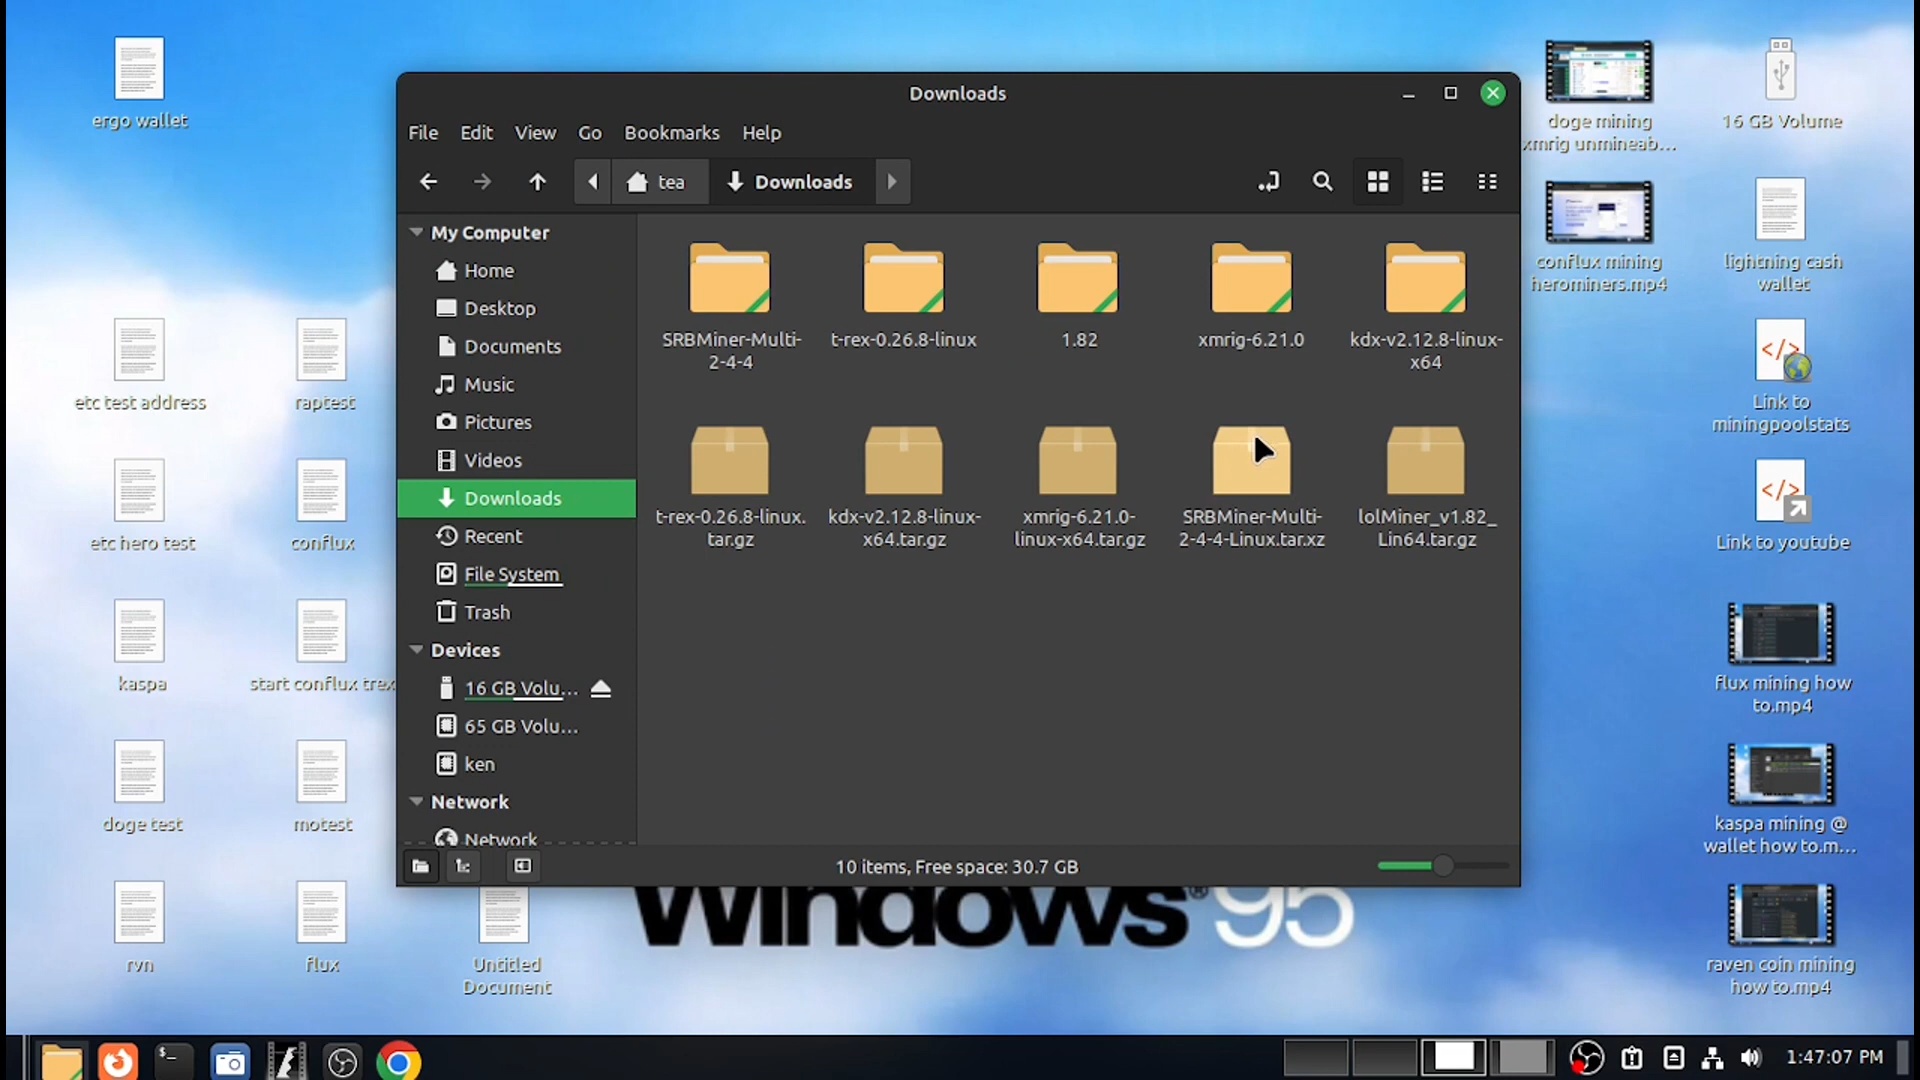 ergo wallet
etc test address
raptest
etc hero test
conflux
kaspa
start conflux trex
doge test
motest
rvn
flux
Untitled
Document
Downloads
File Edit View Go Bookmarks Help
tea
Downloads
My Computer
Home
Desktop
Documents
Music
Pictures
Videos
Downloads
Recent
File System
Trash
Devices
16 GB Volu...
65 GB Volu...
ken
Network
Network
SRBMiner-Multi-
2-4-4
t-rex-0.26.8-linux
1.82
xmrig-6.21.0
kdx-v2.12.8-linux-
x64
t-rex-0.26.8-linux.
tar.gz
kdx-v2.12.8-linux-
x64.tar.gz
xmrig-6.21.0-
linux-x64.tar.gz
SRBMiner-Multi-
2-4-4-Linux.tar.xz
lolMiner_v1.82_
Lin64.tar.gz
10 items, Free space: 30.7 GB
Windows® 95
doge mining
xmrig unmineab...
16 GB Volume
conflux mining
herominers.mp4
lightning cash
wallet
Link to
miningpoolstats
Link to youtube
flux mining how
to.mp4
kaspa mining @
wallet how to.m...
raven coin mining
how to.mp4
1:47:07 PM